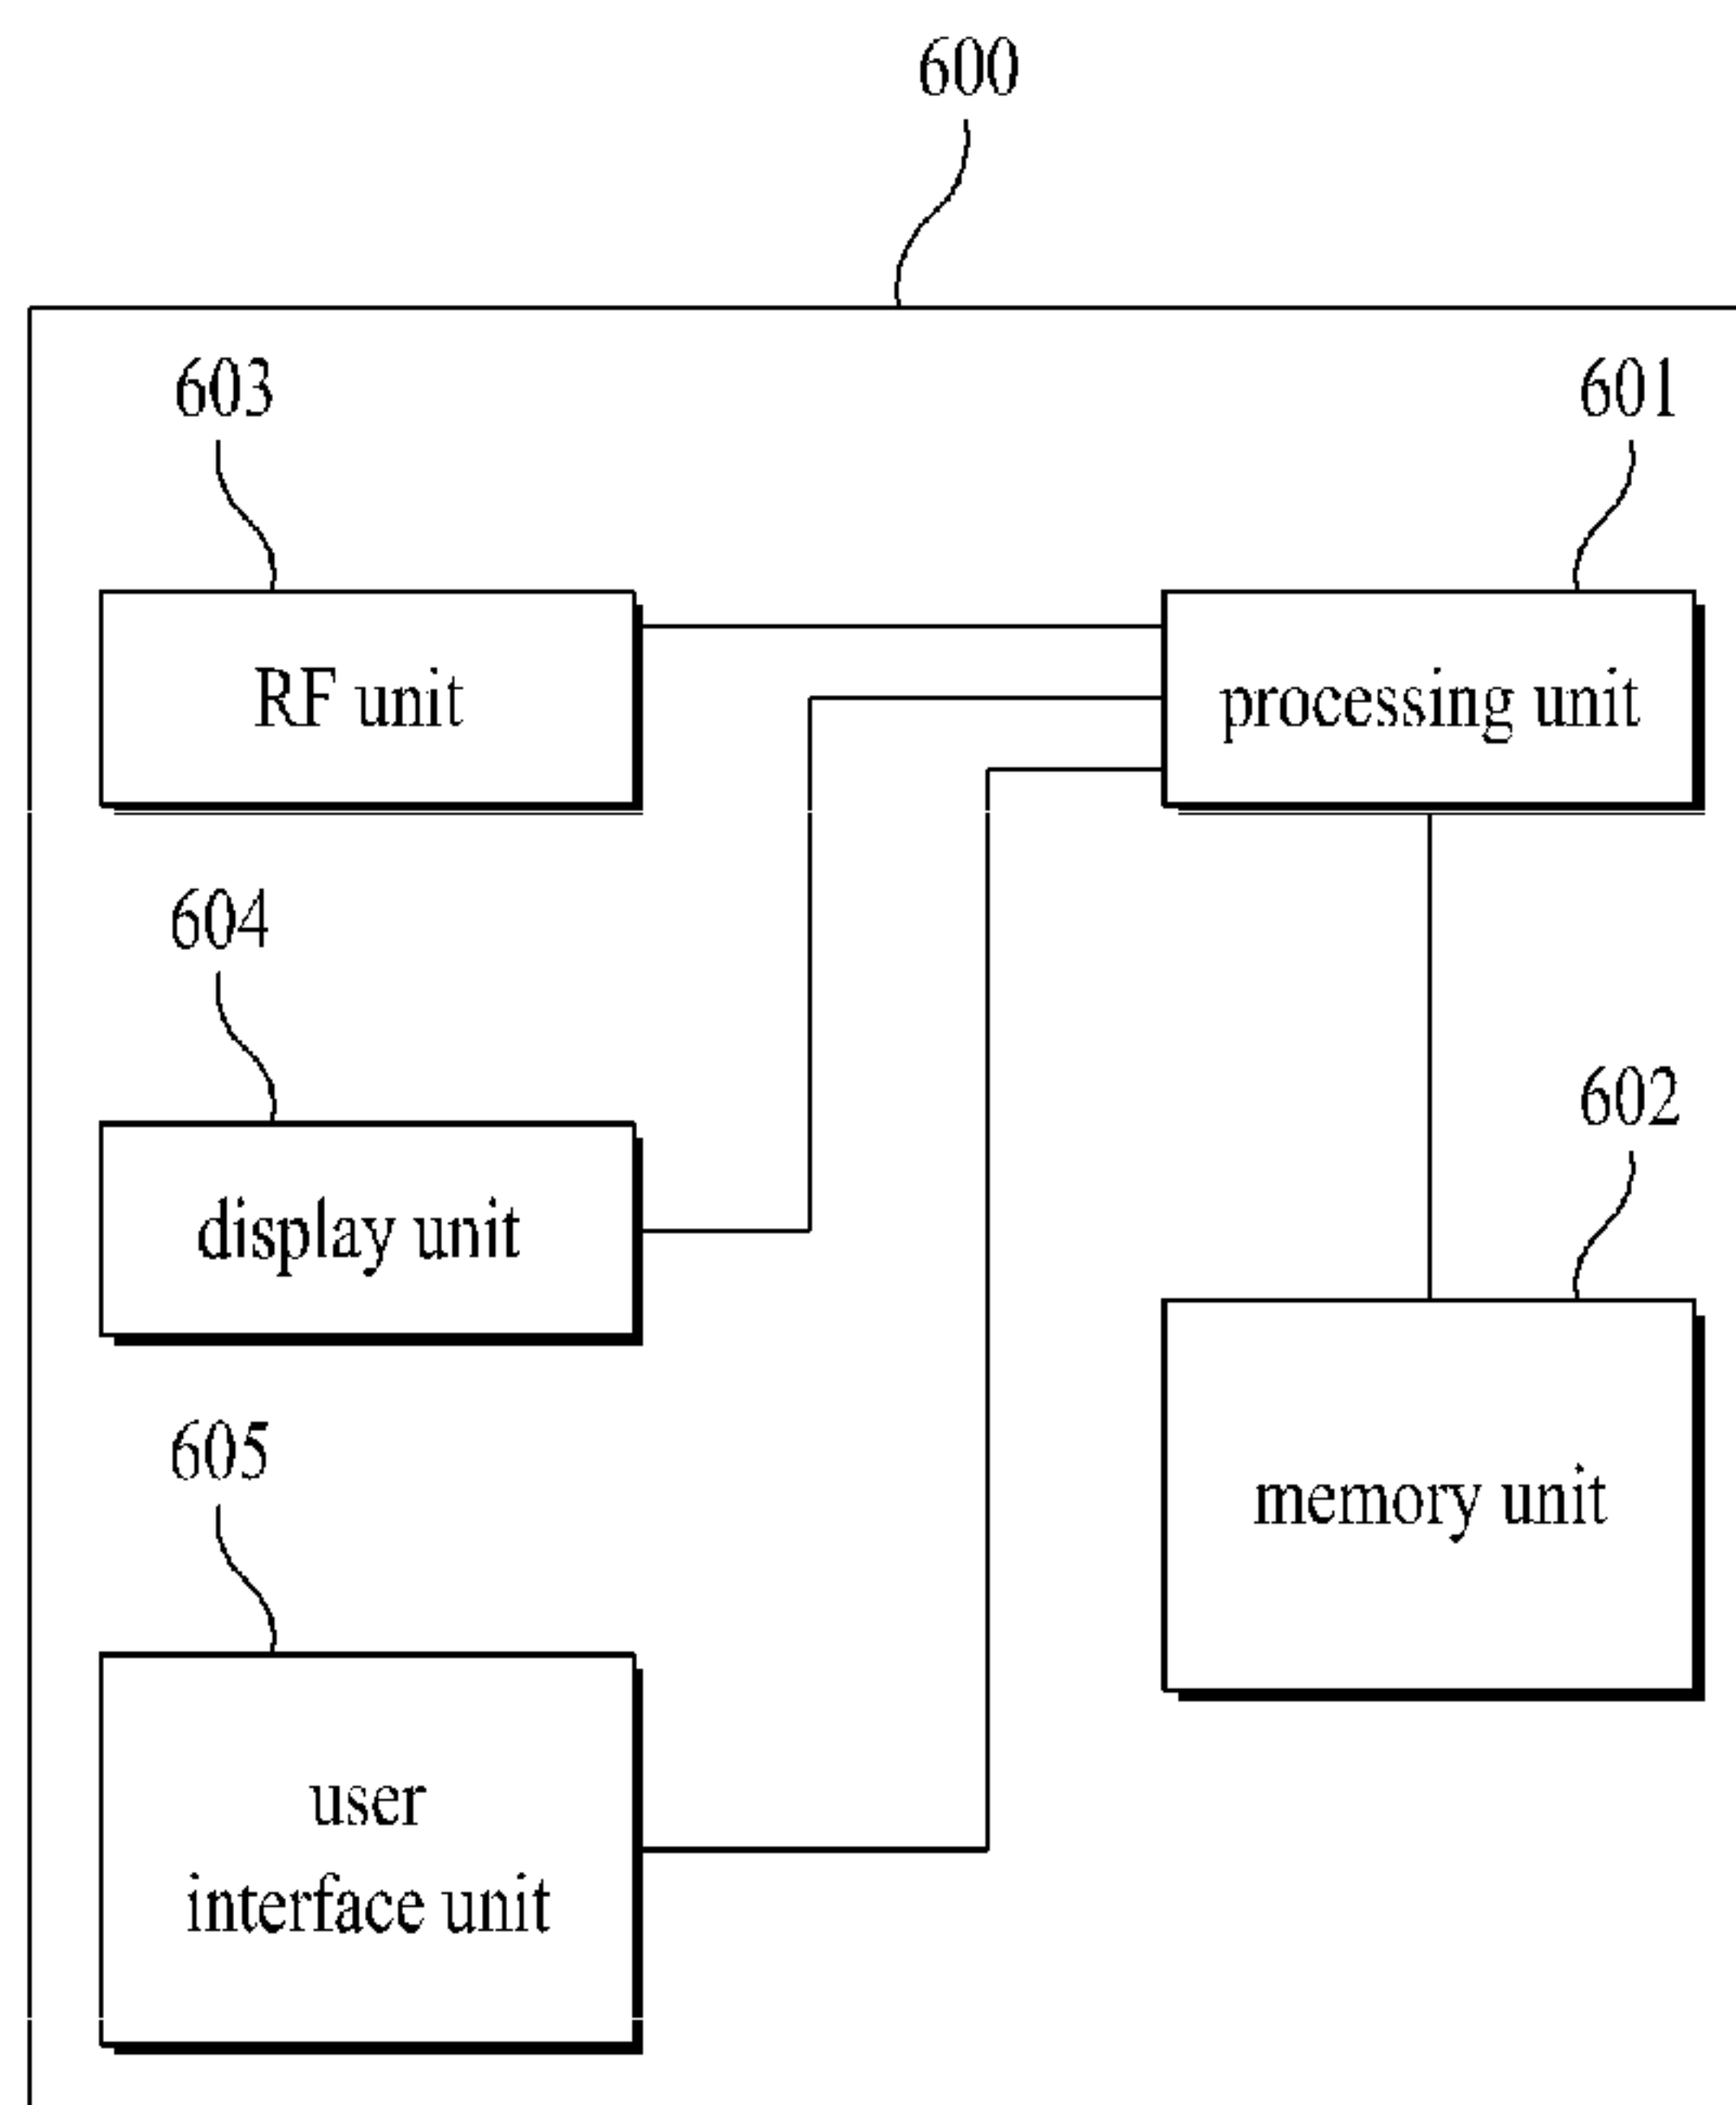 600
603
601
RF unit
processing unit
604
602
display unit
605
memory unit
user
interface unit